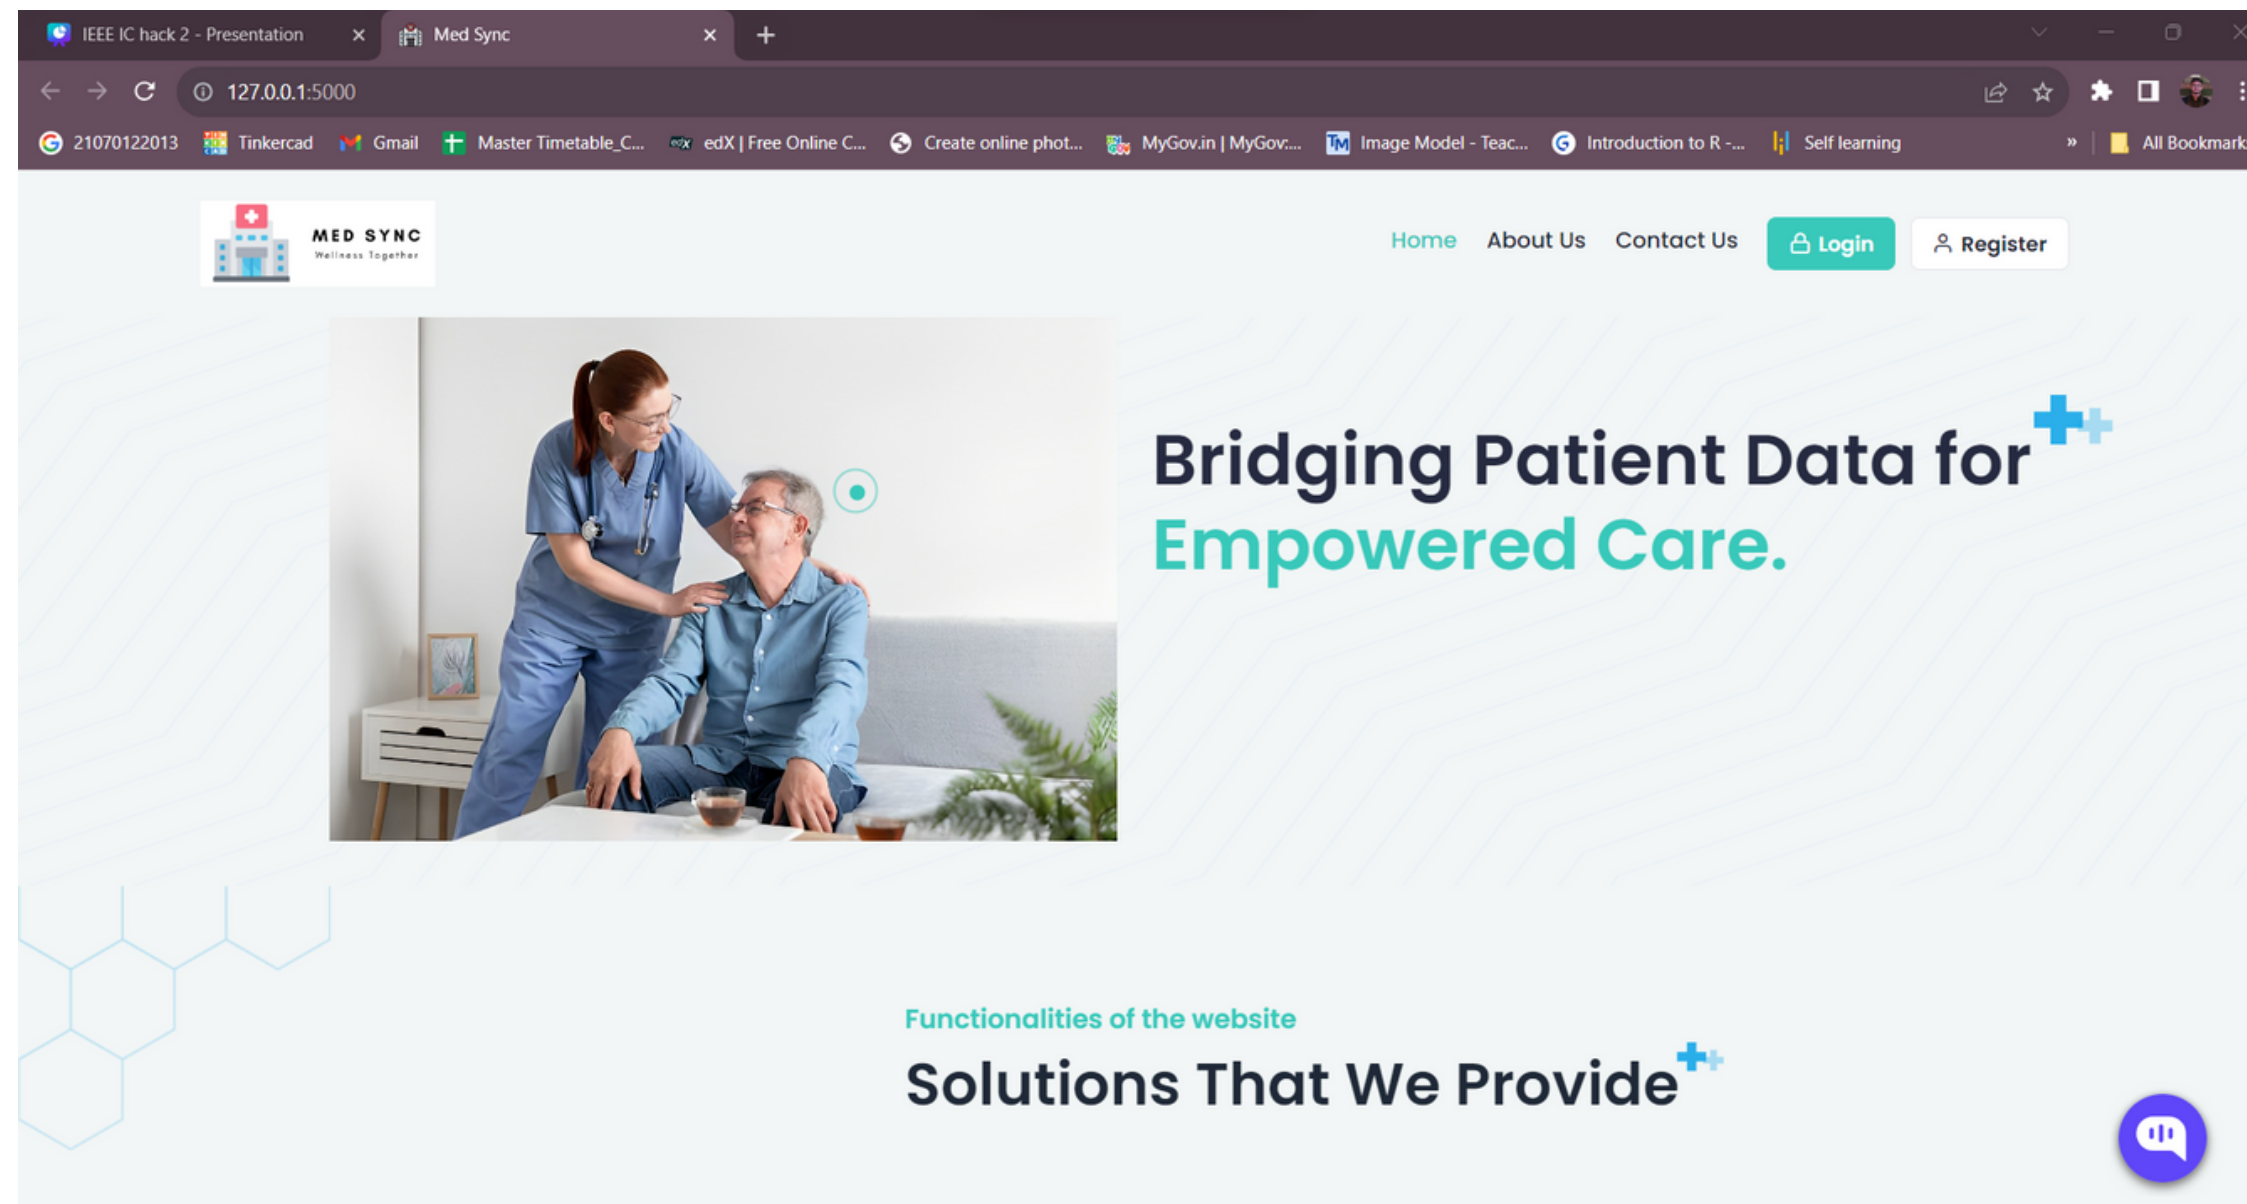 IEEE IC hack 2 - Presentation
Med Sync
127.0.0.1:5000
21070122013
Tinkercad
Gmail
Master Timetable_C...
edX | Free Online C...
Create online phot...
MyGov.in | MyGov:...
TM
Image Model - Teac...
Introduction to R -...
Self learning
»
All Bookmark
MED SYNC
Wellness Together
Home
About Us
Contact Us
Login
Register
Bridging Patient Data for
Empowered Care.
Functionalities of the website
Solutions That We Provide